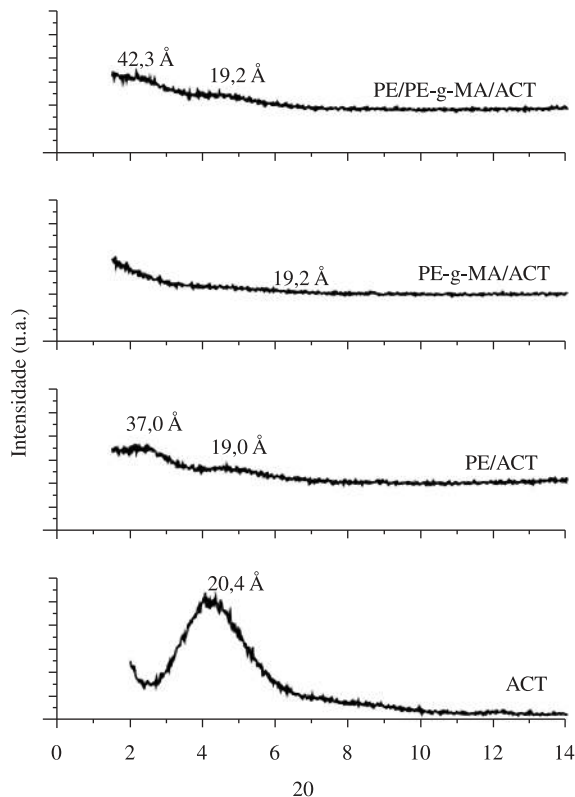 42,3 Å
19,2 Å
PE/PE-g-MA/ACT
19,2 Å
PE-g-MA/ACT
37,0 Å
19,0 Å
PE/ACT
20,4 Å
ACT
Intensidade (u.a.)
0 2 4 6 8 10 12 14
20